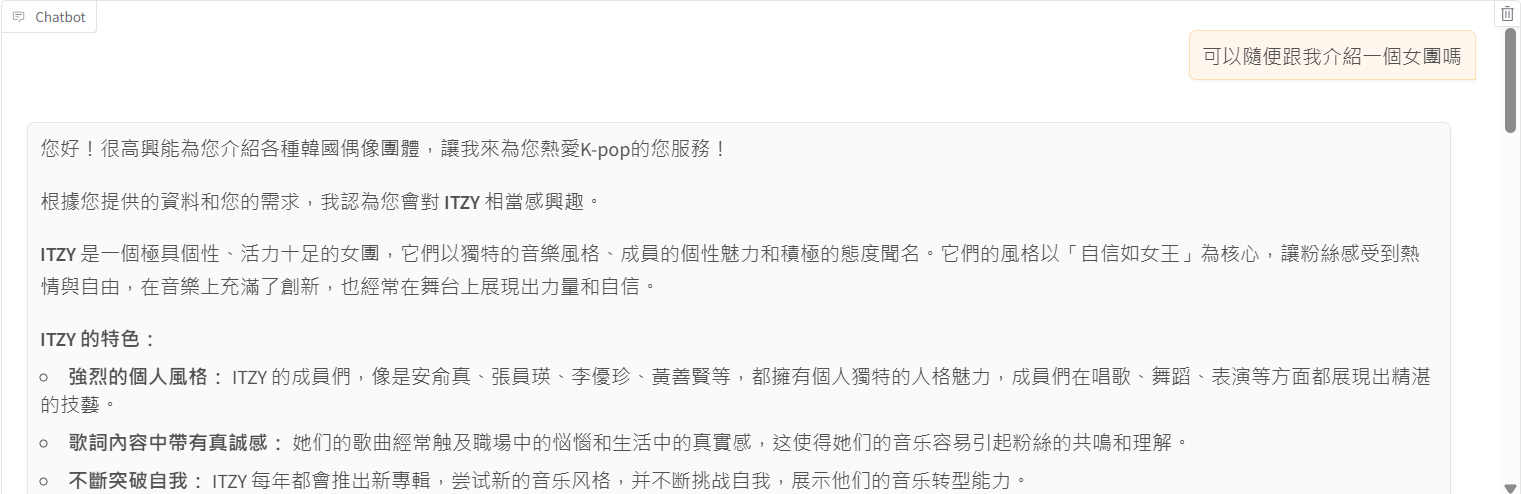 Chatbot
可以隨便跟我介紹一個女團嗎
您好！很高興能為您介紹各種韓國偶像團體，讓我來為您熱愛K-pop的您服務！
根據您提供的資料和您的需求，我認為您會對 ITZY 相當感興趣。
ITZY 是一個極具個性、活力十足的女團，它們以獨特的音樂風格、成員的個性魅力和積極的態度聞名。它們的風格以「自信如女王」為核心，讓粉絲感受到熱
情與自由，在音樂上充滿了創新，也經常在舞台上展現出力量和自信。
ITZY 的特色：
強烈的個人風格： ITZY 的成員們，像是安俞真、張員瑛、李優珍、黃善賢等，都擁有個人獨特的人格魅力，成員們在唱歌、舞蹈、表演等方面都展現出精湛
的技藝。
歌詞內容中帶有真誠感： 她们的歌曲經常触及職場中的悩惱和生活中的真實感，这使得她们的音乐容易引起粉絲的共鳴和理解。
不斷突破自我： ITZY 每年都會推出新專輯，尝试新的音乐风格，并不断挑战自我，展示他们的音乐转型能力。